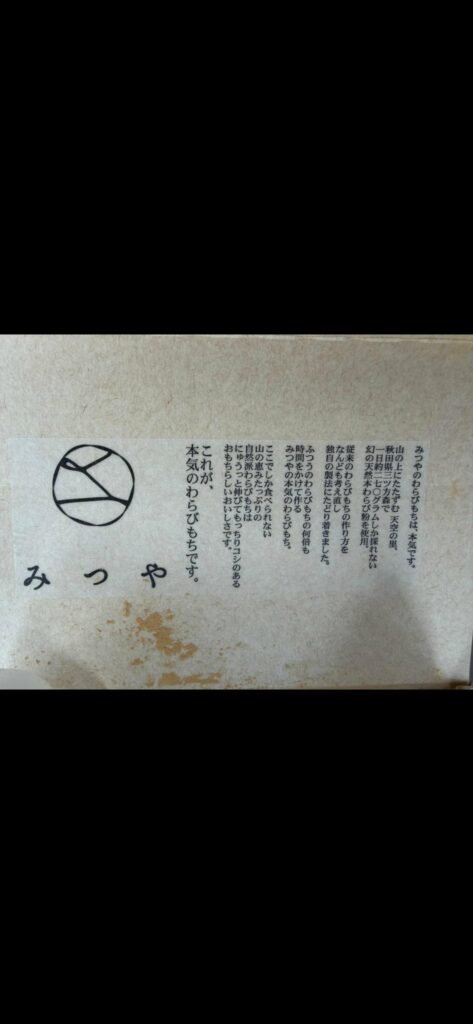 みつやのわらびもちは、本気です。
山の上にたたずむ 天空の里、
秋田県三ツ方森で
一日約二七〇グラムしか採れない
幻の天然本わらび粉を使用。
従来のわらびもちの作り方を
なんども考え直し
独自の製法にたどり着きました。
ふつうのわらびもちの何倍も
時間をかけて作る
みつやの本気のわらびもち。
ここでしか食べられない
山の恵みたっぷりの
自然派わらびもちは
にゅうっと伸びてもっちりコシのある
おもちらしいおいしさです。
これが、
本気のわらびもちです。
みつや